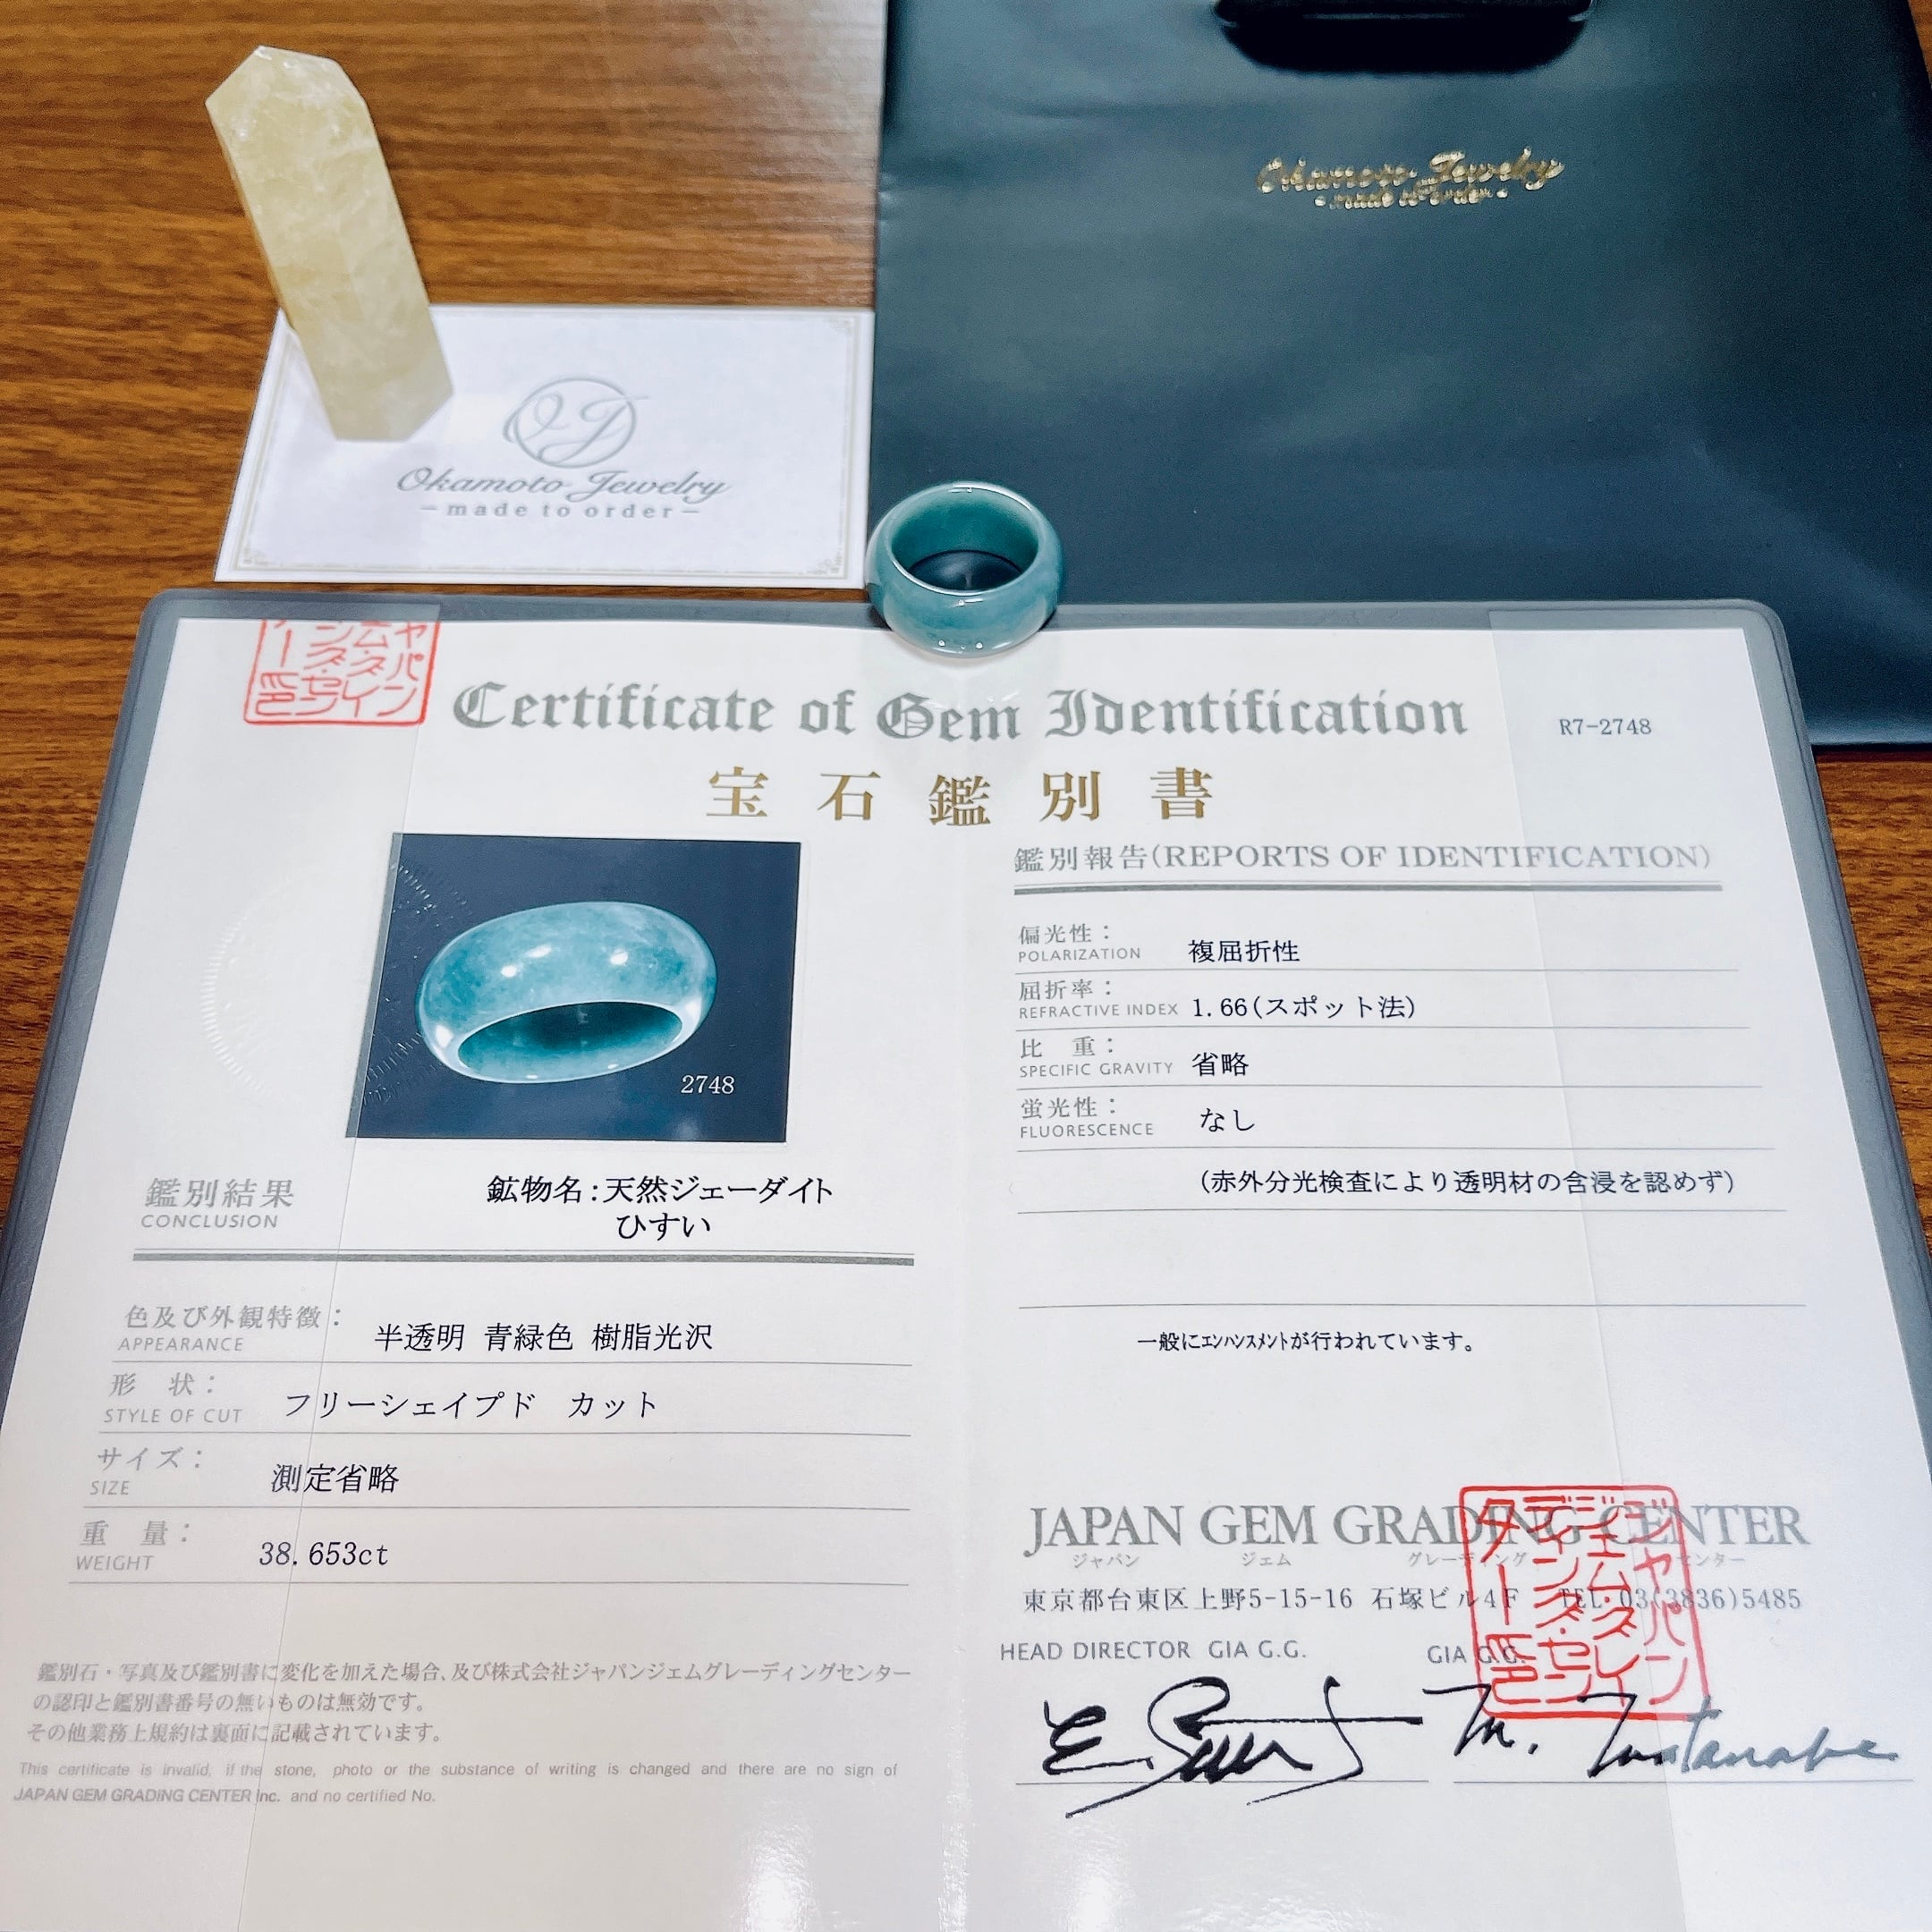 Okamoto Jewelry
made to order
OJ
Okamoto Jewelry
-made to order-
Certificate of Gem Identification
R7-2748
宝石鑑別書
2748
鑑別結果
CONCLUSION
鉱物名:天然ジェーダイト
ひすい
色及び外観特徴:
APPEARANCE
半透明 青緑色 樹脂光沢
形 状:
STYLE OF CUT
フリーシェイプド カット
サイズ:
SIZE
測定省略
重 量:
WEIGHT
38.653ct
鑑別石・写真及び鑑別書に変化を加えた場合、及び株式会社ジャパンジェムグレーディングセンター
の認印と鑑別書番号の無いものは無効です。
その他業務上規約は裏面に記載されています。
This certificate is invalid, if the stone, photo or the substance of writing is changed and there are no sign of
JAPAN GEM GRADING CENTER Inc. and no certified No.
鑑別報告(REPORTS OF IDENTIFICATION)
偏光性:
POLARIZATION
複屈折性
屈折率:
REFRACTIVE INDEX
1.66(スポット法)
比 重:
SPECIFIC GRAVITY
省略
蛍光性:
FLUORESCENCE
なし
(赤外分光検査により透明材の含浸を認めず)
一般にエンハンスメントが行われています。
JAPAN GEM GRADING CENTER
ジャパン ジェム グレーディング センター
東京都台東区上野5-15-16 石塚ビル4F TEL 03(3836)5485
HEAD DIRECTOR GIA G.G.
GIA G.G.
M. Watanabe